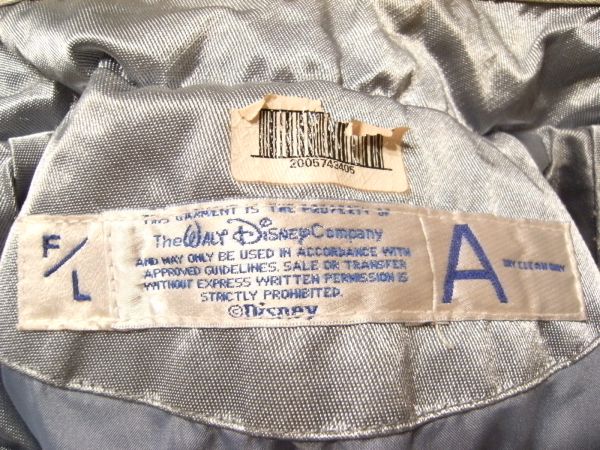 2005743405
F/L
THIS GARMENT IS THE PROPERTY OF
The WALT DISNEY Company
AND MAY ONLY BE USED IN ACCORDANCE WITH
APPROVED GUIDELINES. SALE OR TRANSFER
WITHOUT EXPRESS WRITTEN PERMISSION IS
STRICTLY PROHIBITED.
©Disney
A
DRY CLEAN ONLY